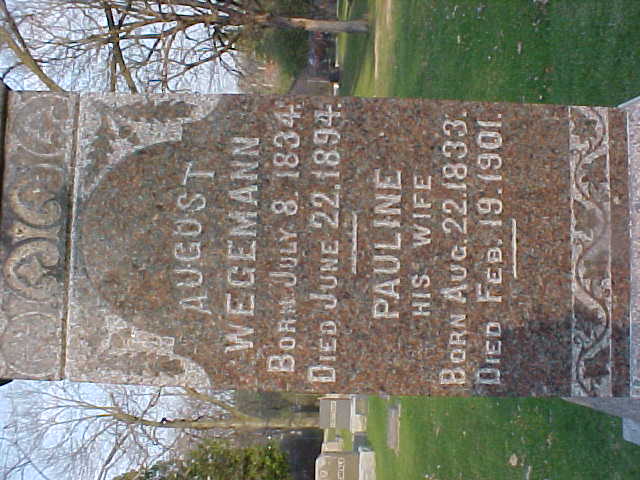 AUGUST
WEGEMANN
BORN JULY 8. 1834.
DIED JUNE 22. 1894.
PAULINE
HIS WIFE
BORN AUG. 22. 1833.
DIED FEB. 19. 1901.